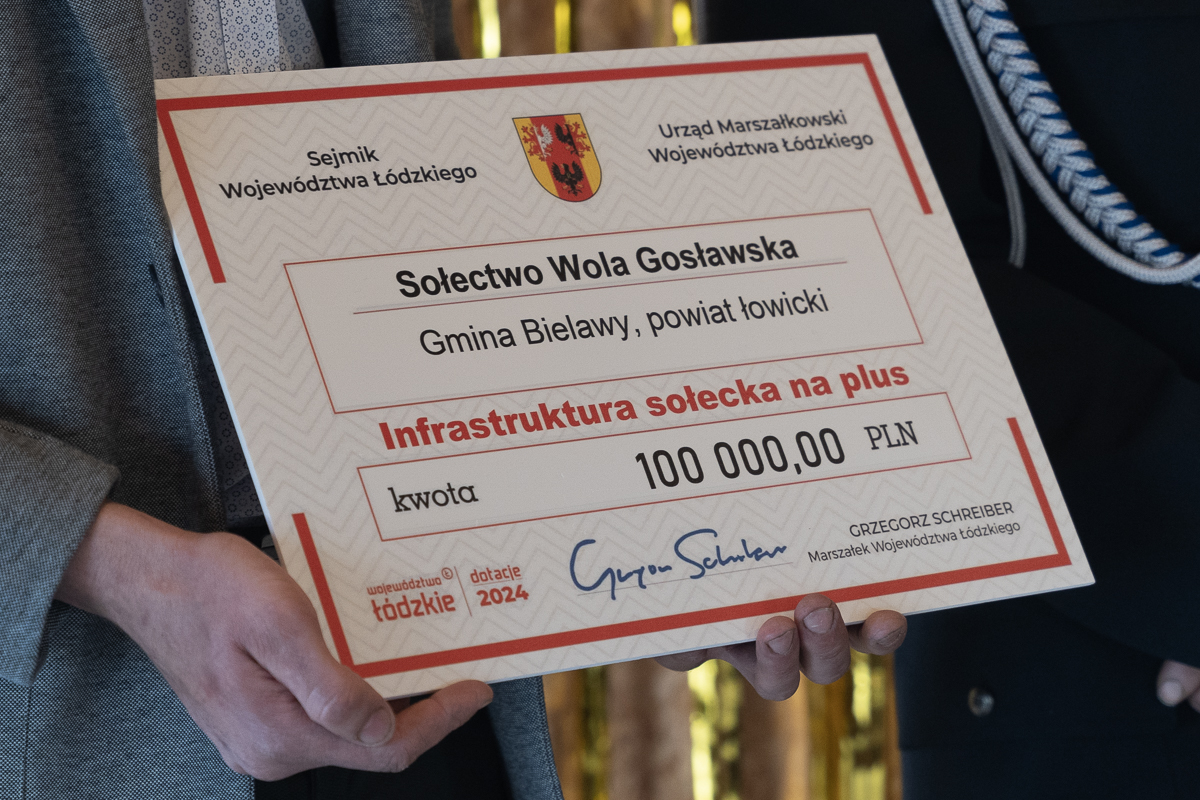 Sejmik
Województwa Łódzkiego
Urząd Marszałkowski
Województwa Łódzkiego
Sołectwo Wola Gosławska
Gmina Bielawy, powiat łowicki
Infrastruktura sołecka na plus
kwota 100 000,00 PLN
GRZEGORZ SCHREIBER
Marszałek Województwa Łódzkiego
województwo
łódzkie
dotacje
2024